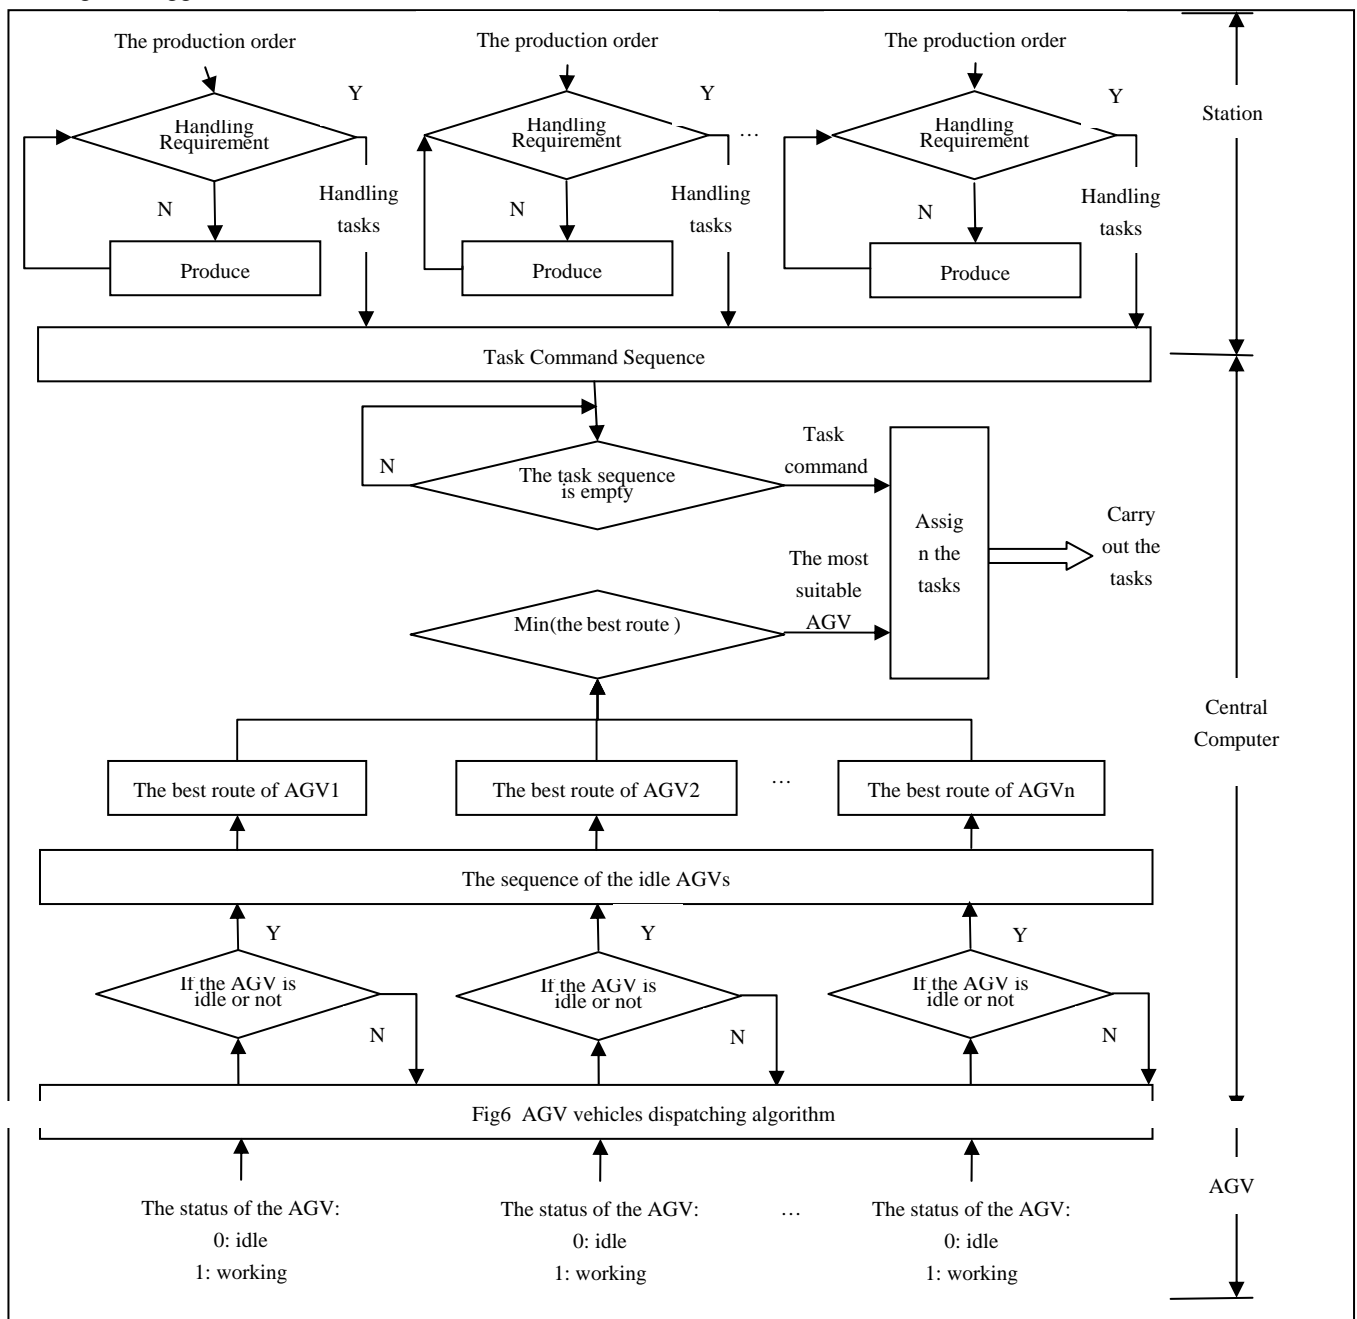 The production order
The production order
The production order
Y
Y
Y
Handling
Requirement
Handling
Requirement
…
Handling
Requirement
Station
N
Handling
tasks
N
Handling
tasks
N
Handling
tasks
Produce
Produce
Produce
Task Command Sequence
N
The task sequence
is empty
Task
command
Assig
n the
tasks
Carry
out the
tasks
The most
suitable
AGV
Min(the best route )
Central
Computer
The best route of AGV1
The best route of AGV2
…
The best route of AGVn
The sequence of the idle AGVs
Y
Y
Y
If the AGV is
idle or not
If the AGV is
idle or not
If the AGV is
idle or not
N
N
N
Fig6 AGV vehicles dispatching algorithm
AGV
The status of the AGV:
0: idle
1: working
The status of the AGV:
0: idle
1: working
…
The status of the AGV:
0: idle
1: working